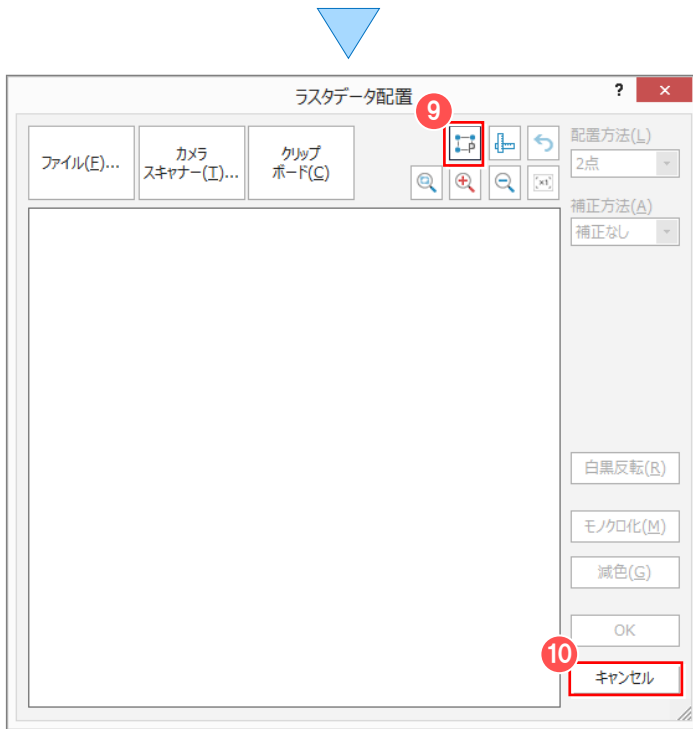 ラスタデータ配置
?
×
9
ファイル(F)...
カメラ
スキャナー(T)...
クリップ
ボード(C)
P
×1
配置方法(L)
2点
補正方法(A)
補正なし
白黒反転(R)
モノクロ化(M)
減色(G)
OK
10
キャンセル